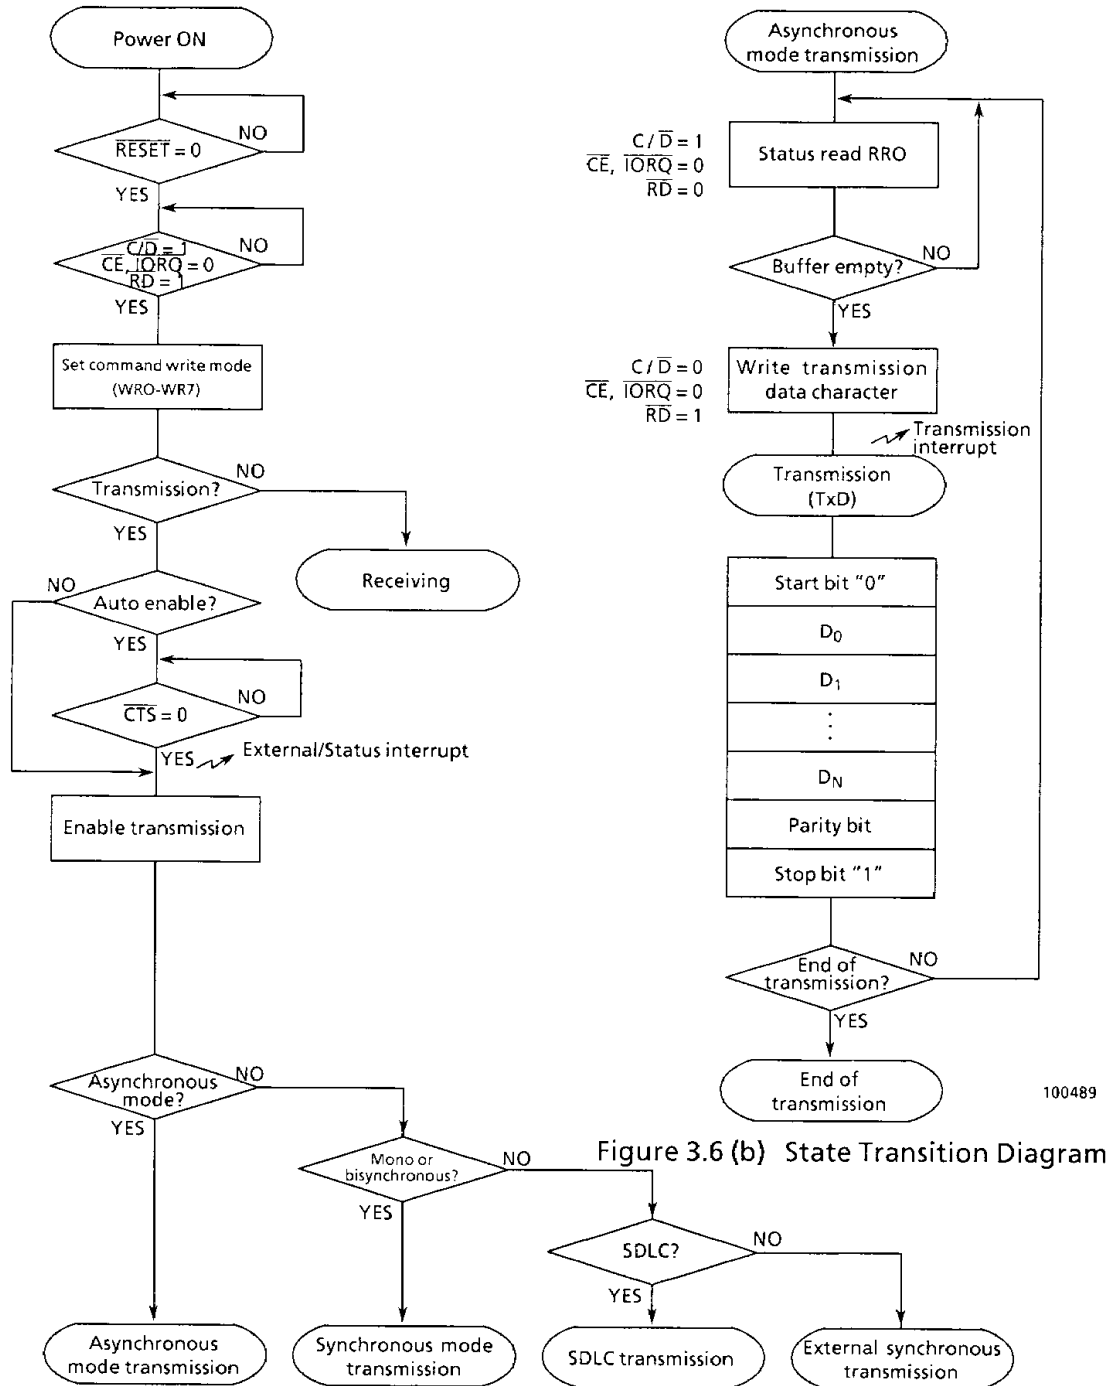 Power ON
NO
RESET = 0
YES
NO
C/D = 1
CE, IORQ = 0
RD = 1
YES
Set command write mode
(WRO-WR7)
NO
Transmission?
YES
Receiving
NO
Auto enable?
YES
NO
CTS = 0
YES
External/Status interrupt
Enable transmission
Asynchronous
mode?
NO
YES
Mono or
bisynchronous?
NO
YES
SDLC?
NO
YES
Asynchronous
mode transmission
Synchronous mode
transmission
SDLC transmission
External synchronous
transmission
Asynchronous
mode transmission
C/D = 1
CE, IORQ = 0
RD = 0
Status read RRO
Buffer empty?
NO
YES
C/D = 0
CE, IORQ = 0
RD = 1
Write transmission
data character
Transmission
interrupt
Transmission
(TxD)
Start bit "0"
D0
D1
⋮
DN
Parity bit
Stop bit "1"
End of
transmission?
NO
YES
End of
transmission
100489
Figure 3.6 (b) State Transition Diagram